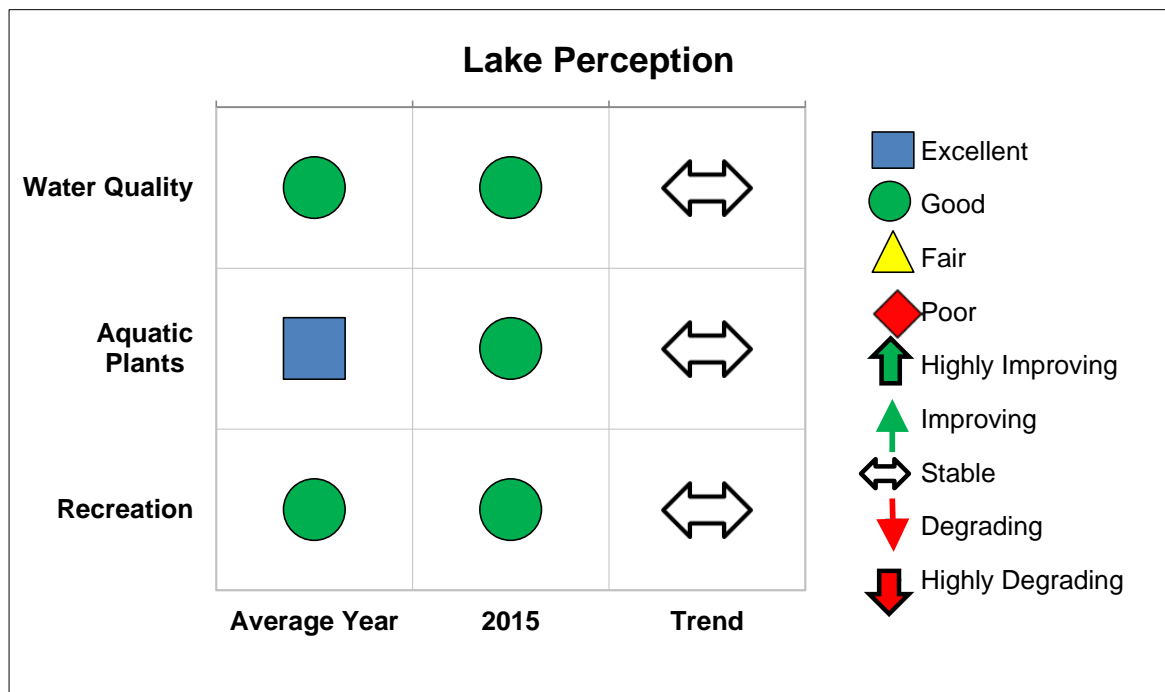 Lake Perception
Water Quality
Aquatic
Plants
Recreation
Average Year
2015
Trend
Excellent
Good
Fair
Poor
Highly Improving
Improving
Stable
Degrading
Highly Degrading